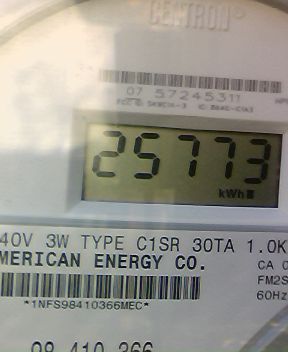 CENTRON®
07 57245311
25773
kWh
40V 3W TYPE C1SR 30TA 1.0K
MERICAN ENERGY CO.
CA 0
FM2S
60Hz
*1NFS98410366MEC*
98 410 366